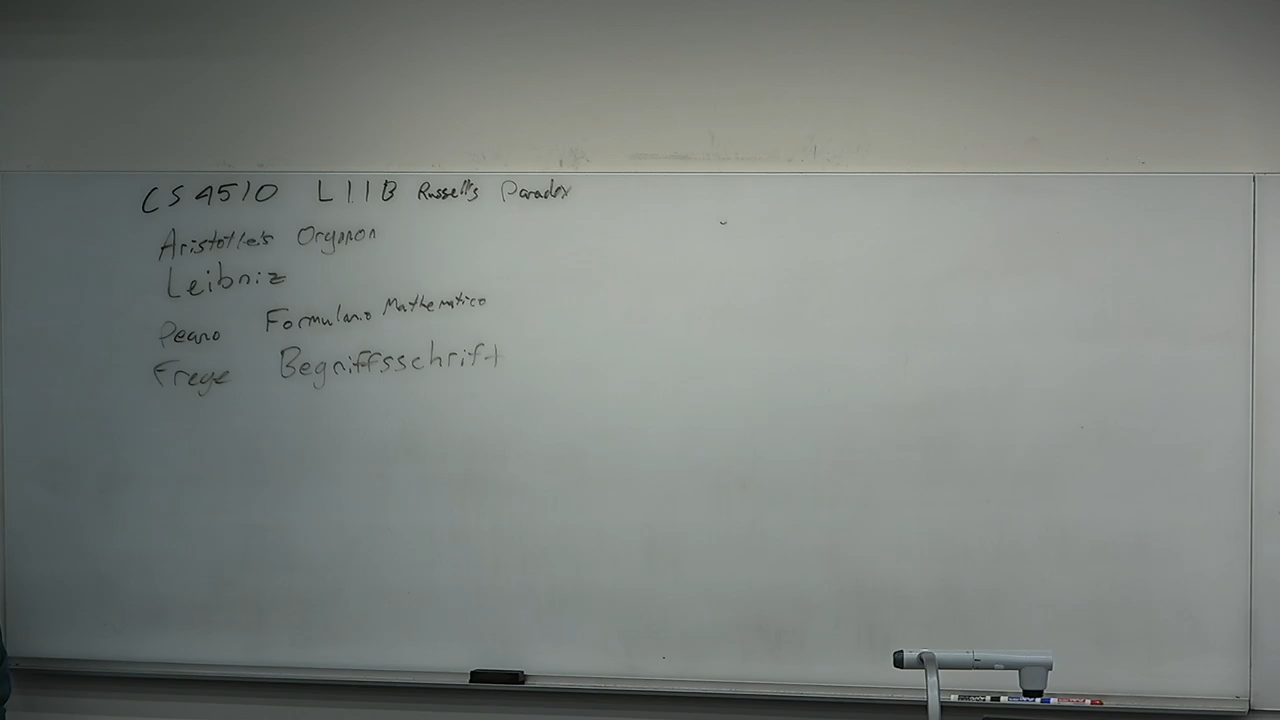 CS 4510 L11B Russell's Paradox
Aristotle's Organon
Leibniz
Peano Formulario Mathematico
Frege Begriffsschrift